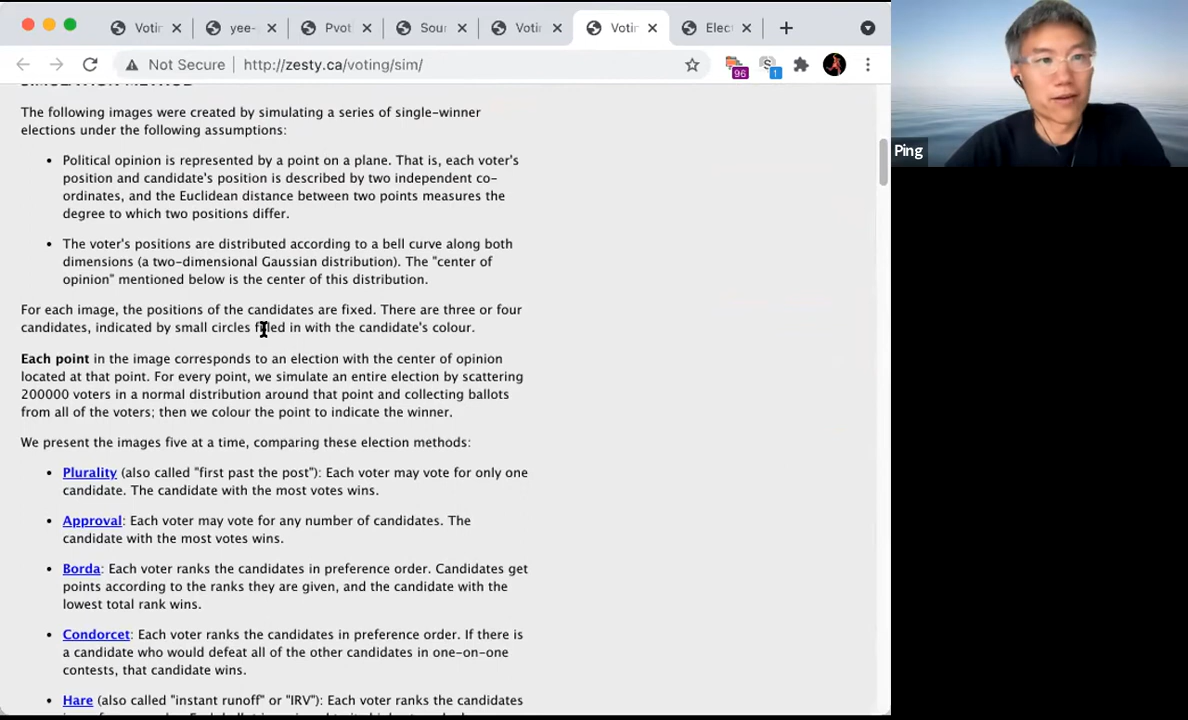 Votin
yee-
Pvot
Sour
Votin
Votin
Elec
Not Secure
http://zesty.ca/voting/sim/
96
S
1
Ping
SIMULATION METHOD
The following images were created by simulating a series of single-winner
elections under the following assumptions:
• Political opinion is represented by a point on a plane. That is, each voter's
position and candidate's position is described by two independent co-
ordinates, and the Euclidean distance between two points measures the
degree to which two positions differ.
• The voter's positions are distributed according to a bell curve along both
dimensions (a two-dimensional Gaussian distribution). The "center of
opinion" mentioned below is the center of this distribution.
For each image, the positions of the candidates are fixed. There are three or four
candidates, indicated by small circles filled in with the candidate's colour.
Each point in the image corresponds to an election with the center of opinion
located at that point. For every point, we simulate an entire election by scattering
200000 voters in a normal distribution around that point and collecting ballots
from all of the voters; then we colour the point to indicate the winner.
We present the images five at a time, comparing these election methods:
• Plurality (also called "first past the post"): Each voter may vote for only one
candidate. The candidate with the most votes wins.
• Approval: Each voter may vote for any number of candidates. The
candidate with the most votes wins.
• Borda: Each voter ranks the candidates in preference order. Candidates get
points according to the ranks they are given, and the candidate with the
lowest total rank wins.
• Condorcet: Each voter ranks the candidates in preference order. If there is
a candidate who would defeat all of the other candidates in one-on-one
contests, that candidate wins.
• Hare (also called "instant runoff" or "IRV"): Each voter ranks the candidates